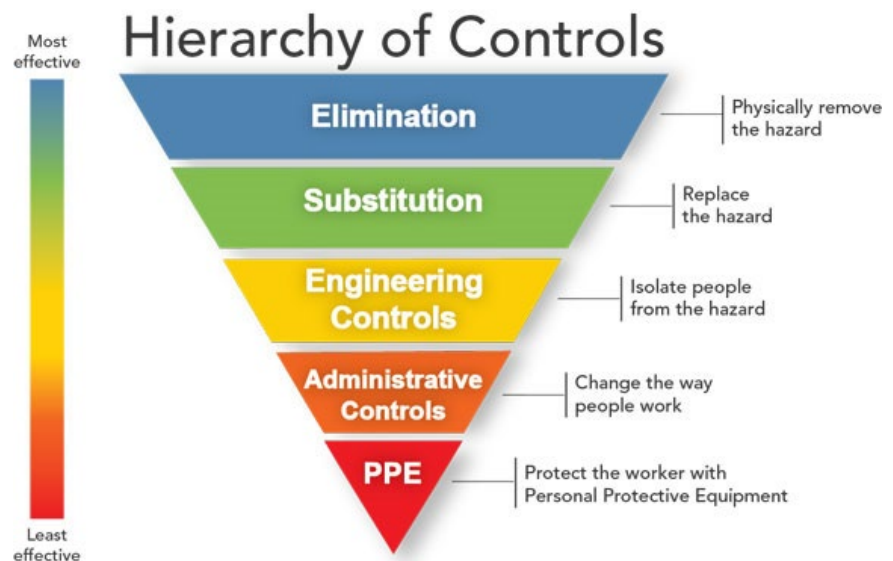 Hierarchy of Controls
Most
effective
Elimination
Physically remove
the hazard
Substitution
Replace
the hazard
Engineering
Controls
Isolate people
from the hazard
Administrative
Controls
Change the way
people work
PPE
Protect the worker with
Personal Protective Equipment
Least
effective